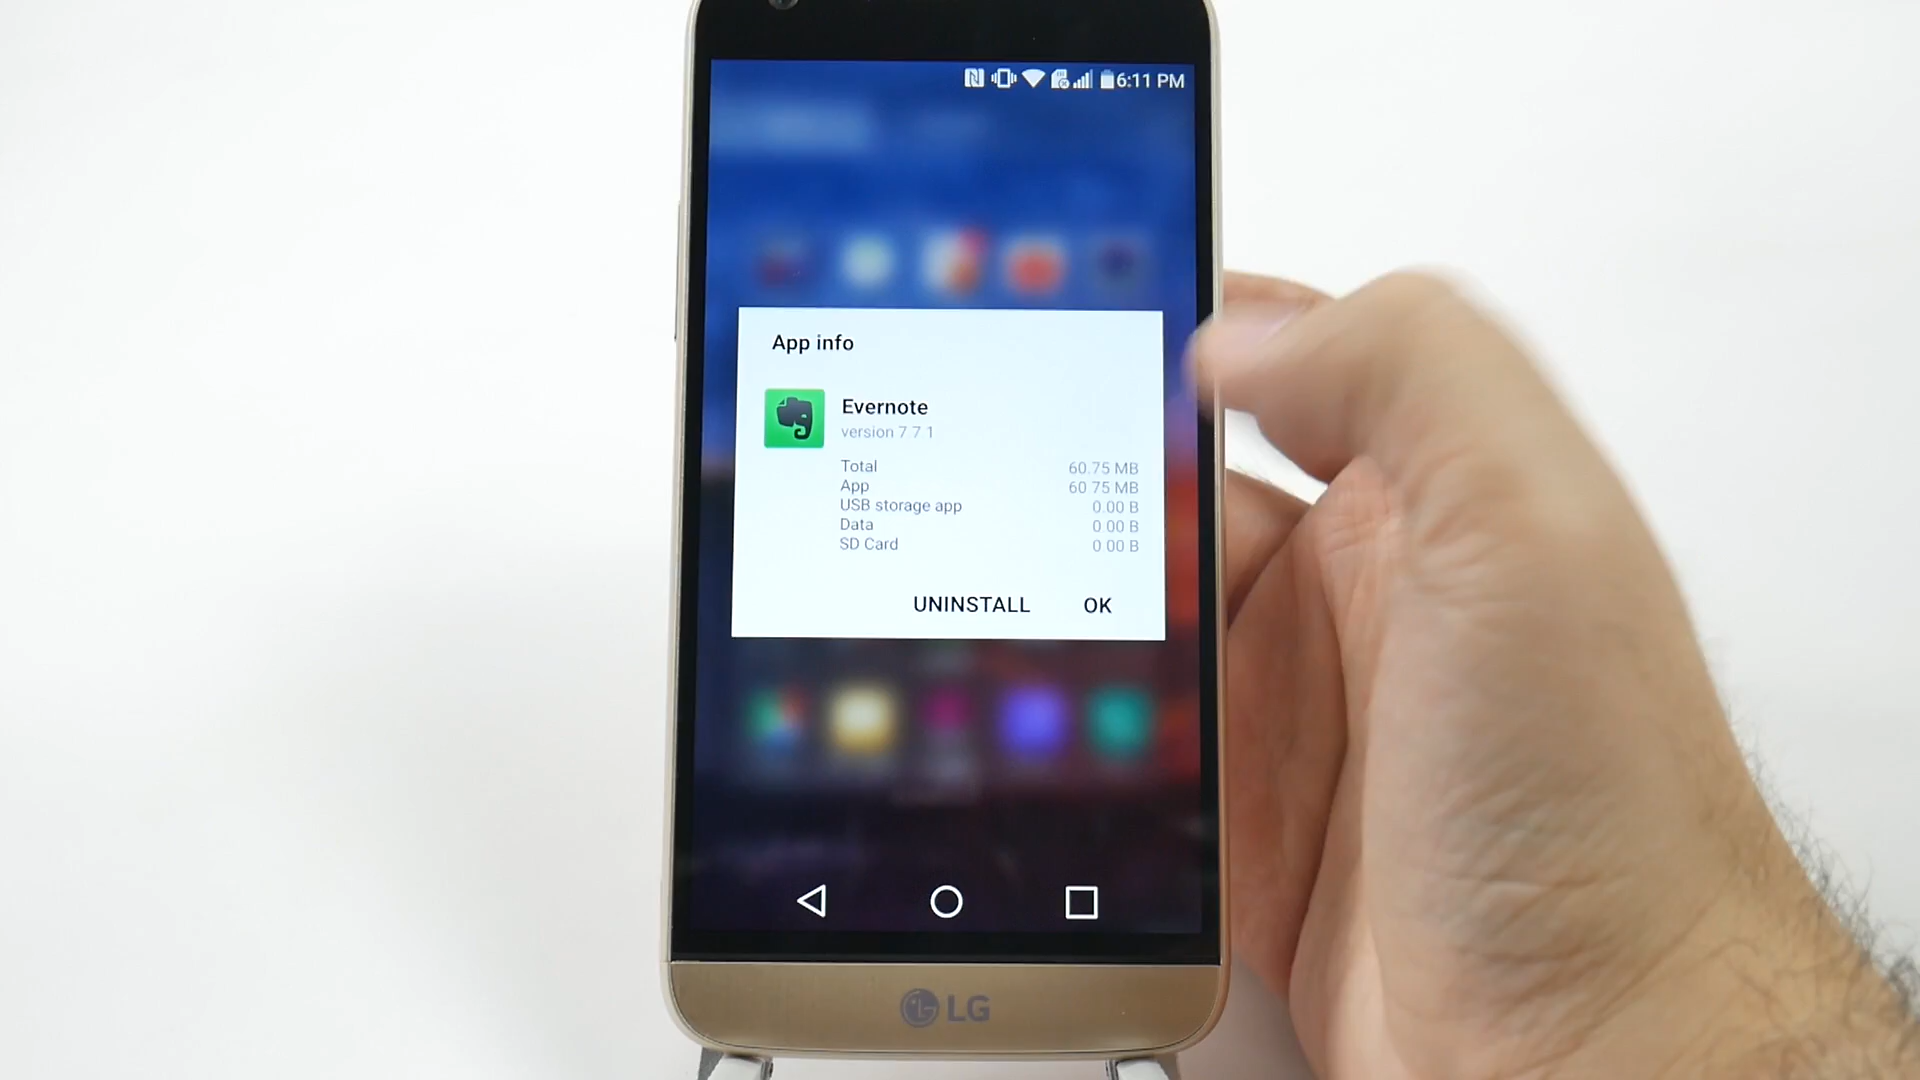 6:11 PM
App info
Evernote
version 7 7 1
Total 60.75 MB
App 60 75 MB
USB storage app 0.00 B
Data 0 00 B
SD Card 0 00 B
UNINSTALL OK
LG